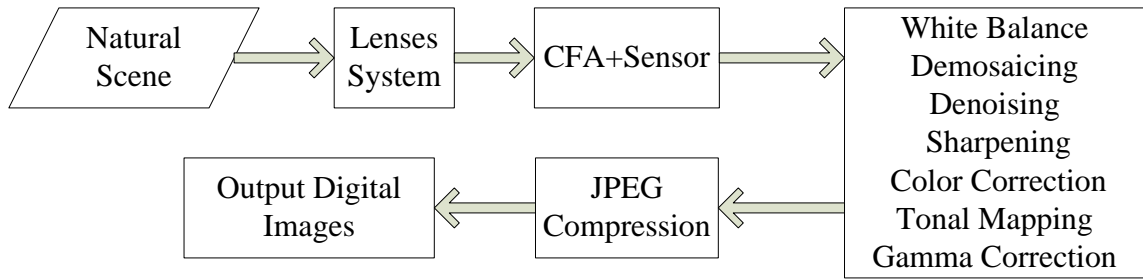 Natural
Scene
Lenses
System
CFA+Sensor
White Balance
Demosaicing
Denoising
Sharpening
Color Correction
Tonal Mapping
Gamma Correction
JPEG
Compression
Output Digital
Images